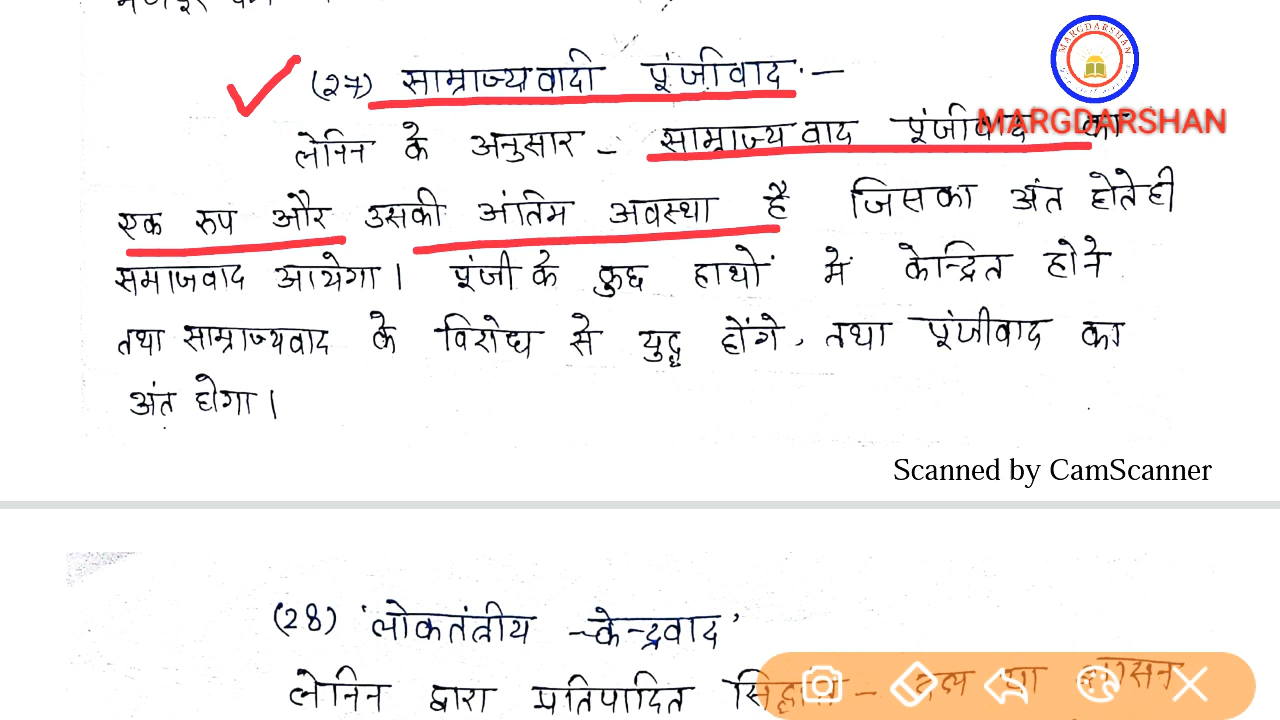 (27) साम्राज्यवादी पूंजीवाद :—
MARGDARSHAN
MARGDARSHAN
लेनिन के अनुसार – साम्राज्यवाद पूंजीवाद का
एक रूप और उसकी अंतिम अवस्था है जिसका अंत होतेही
समाजवाद आयेगा। पूंजी के कुछ हाथों में केन्द्रित होने
तथा साम्राज्यवाद के विरोध से युद्ध होंगे, तथा पूंजीवाद का
अंत होगा।
Scanned by CamScanner
(28) 'लोकतंत्रीय केन्द्रवाद'
लेनिन द्वारा प्रतिपादित सिद्धांत –